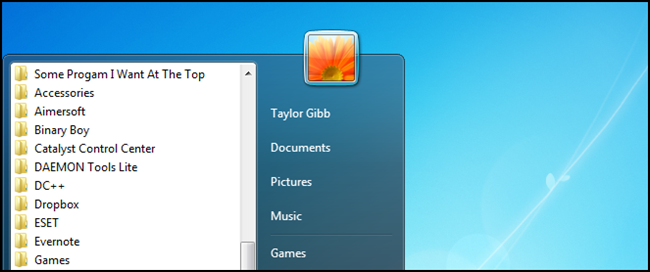 Some Progam I Want At The Top
Accessories
Aimersoft
Binary Boy
Catalyst Control Center
DAEMON Tools Lite
DC++
Dropbox
ESET
Evernote
Games
Taylor Gibb
Documents
Pictures
Music
Games